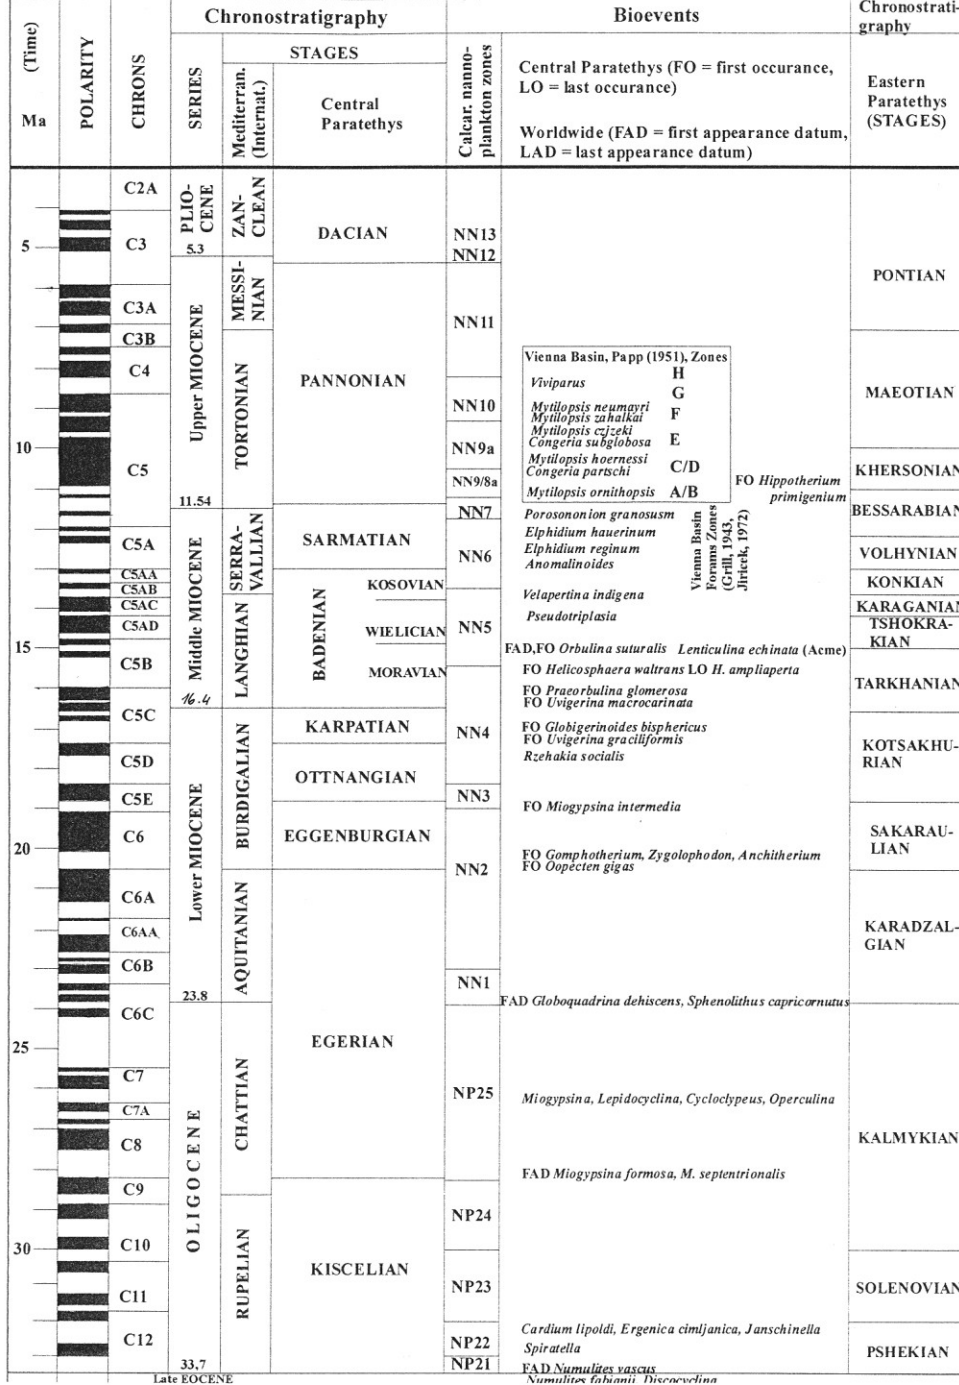 (Time)
Ma
POLARITY
CHRONS
Chronostratigraphy
SERIES
STAGES
Mediterran.
(Internat.)
Central
Paratethys
Calcar. nanno-
plankton zones
Bioevents
Central Paratethys (FO = first occurance,
LO = last occurance)
Worldwide (FAD = first appearance datum,
LAD = last appearance datum)
Chronostrati-
graphy
Eastern
Paratethys
(STAGES)
5
10
15
20
25
30
C2A
C3
C3A
C3B
C4
C5
C5A
C5AA
C5AB
C5AC
C5AD
C5B
C5C
C5D
C5E
C6
C6A
C6AA
C6B
C6C
C7
C7A
C8
C9
C10
C11
C12
PLIO-
CENE
5.3
Upper MIOCENE
11.54
Middle MIOCENE
16.4
Lower MIOCENE
23.8
OLIGOCENE
33,7
Late EOCENE
ZAN-
CLEAN
MESSI-
NIAN
TORTONIAN
SERRA-
VALLIAN
LANGHIAN
BURDIGALIAN
AQUITANIAN
CHATTIAN
RUPELIAN
DACIAN
PANNONIAN
SARMATIAN
BADENIAN
KOSOVIAN
WIELICIAN
MORAVIAN
KARPATIAN
OTTNANGIAN
EGGENBURGIAN
EGERIAN
KISCELIAN
NN13
NN12
NN11
NN10
NN9a
NN9/8a
NN7
NN6
NN5
NN4
NN3
NN2
NN1
NP25
NP24
NP23
NP22
NP21
Vienna Basin, Papp (1951), Zones
H
Viviparus
G
Mytilopsis neumayri
Mytilopsis zahalkai F
Mytilopsis czjzeki
Congeria subglobosa E
Mytilopsis hoernessi
Congeria partschi C/D
Mytilopsis ornithopsis A/B
FO Hippotherium
primigenium
Porosononion granosusm
Elphidium hauerinum
Elphidium reginum
Anomalinoides
Velapertina indigena
Pseudotriplasia
Vienna Basin
Forams Zones
(Grill, 1943,
Jiricek, 1972)
FAD,FO Orbulina suturalis Lenticulina echinata (Acme)
FO Helicosphaera waltrans LO H. ampliaperta
FO Praeorbulina glomerosa
FO Uvigerina macrocarinata
FO Globigerinoides bisphericus
FO Uvigerina graciliformis
Rzehakia socialis
FO Miogypsina intermedia
FO Gomphotherium, Zygolophodon, Anchitherium
FO Oopecten gigas
FAD Globoquadrina dehiscens, Sphenolithus capricornutus
Miogypsina, Lepidocyclina, Cycloclypeus, Operculina
FAD Miogypsina formosa, M. septentrionalis
Cardium lipoldi, Ergenica cimljanica, Janschinella
Spiratella
FAD Numulites vascus
Numulites fabianii, Discocyclina
PONTIAN
MAEOTIAN
KHERSONIAN
BESSARABIAN
VOLHYNIAN
KONKIAN
KARAGANIAN
TSHOKRA-
KIAN
TARKHANIAN
KOTSAKHU-
RIAN
SAKARAU-
LIAN
KARADZAL-
GIAN
KALMYKIAN
SOLENOVIAN
PSHEKIAN